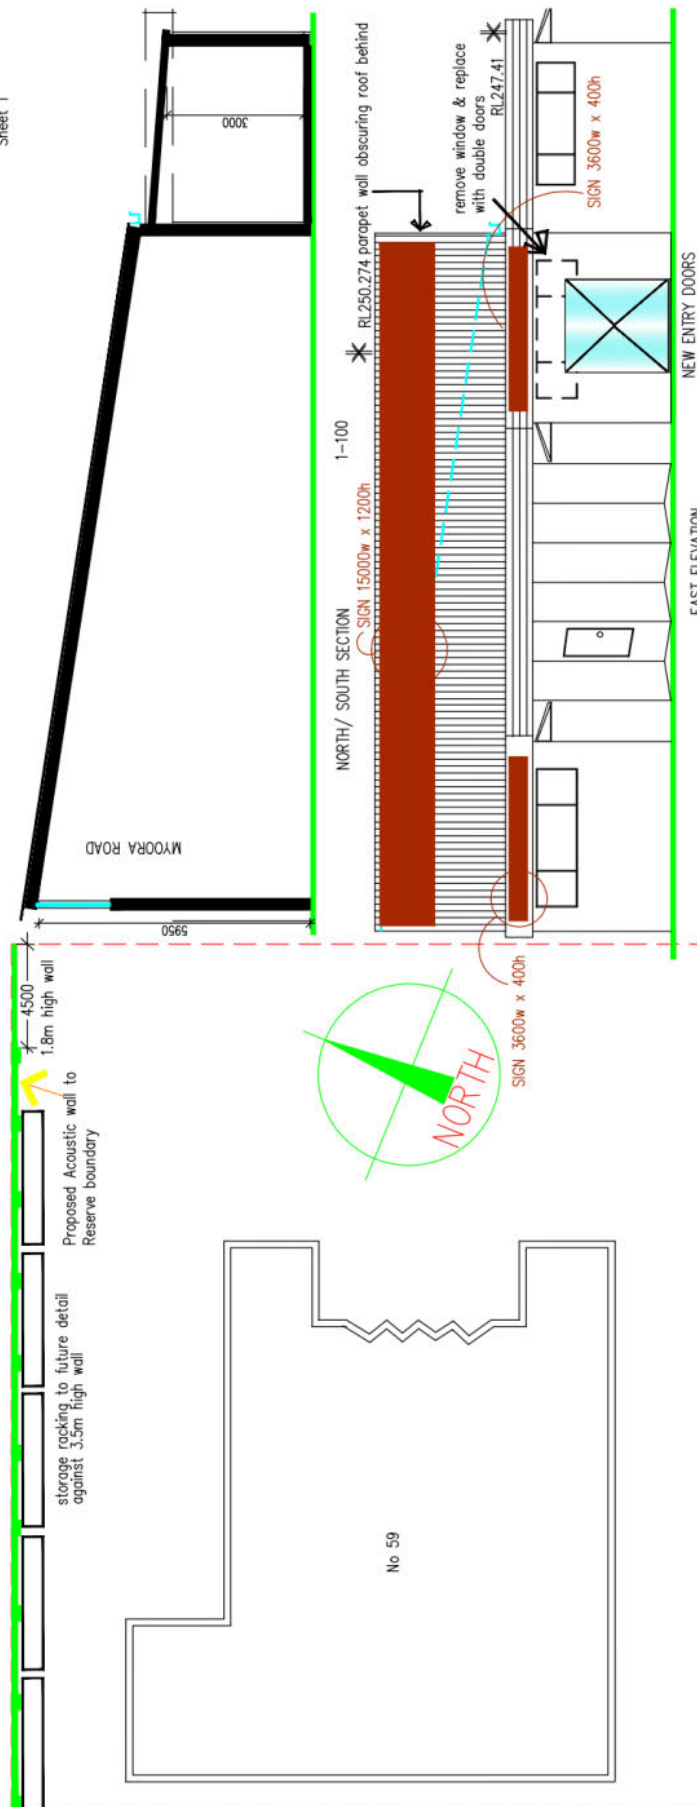 Sheet 1
3000
MYOORA ROAD
5950
NORTH/ SOUTH SECTION
1-100
RL250.274 parapet wall obscuring roof behind
SIGN 15000w x 1200h
remove window & replace
with double doors
RL247.41
SIGN 3600w x 400h
SIGN 3600w x 400h
NEW ENTRY DOORS
EAST ELEVATION
4500
1.8m high wall
Proposed Acoustic wall to
Reserve boundary
storage racking to future detail
against 3.5m high wall
NORTH
No 59